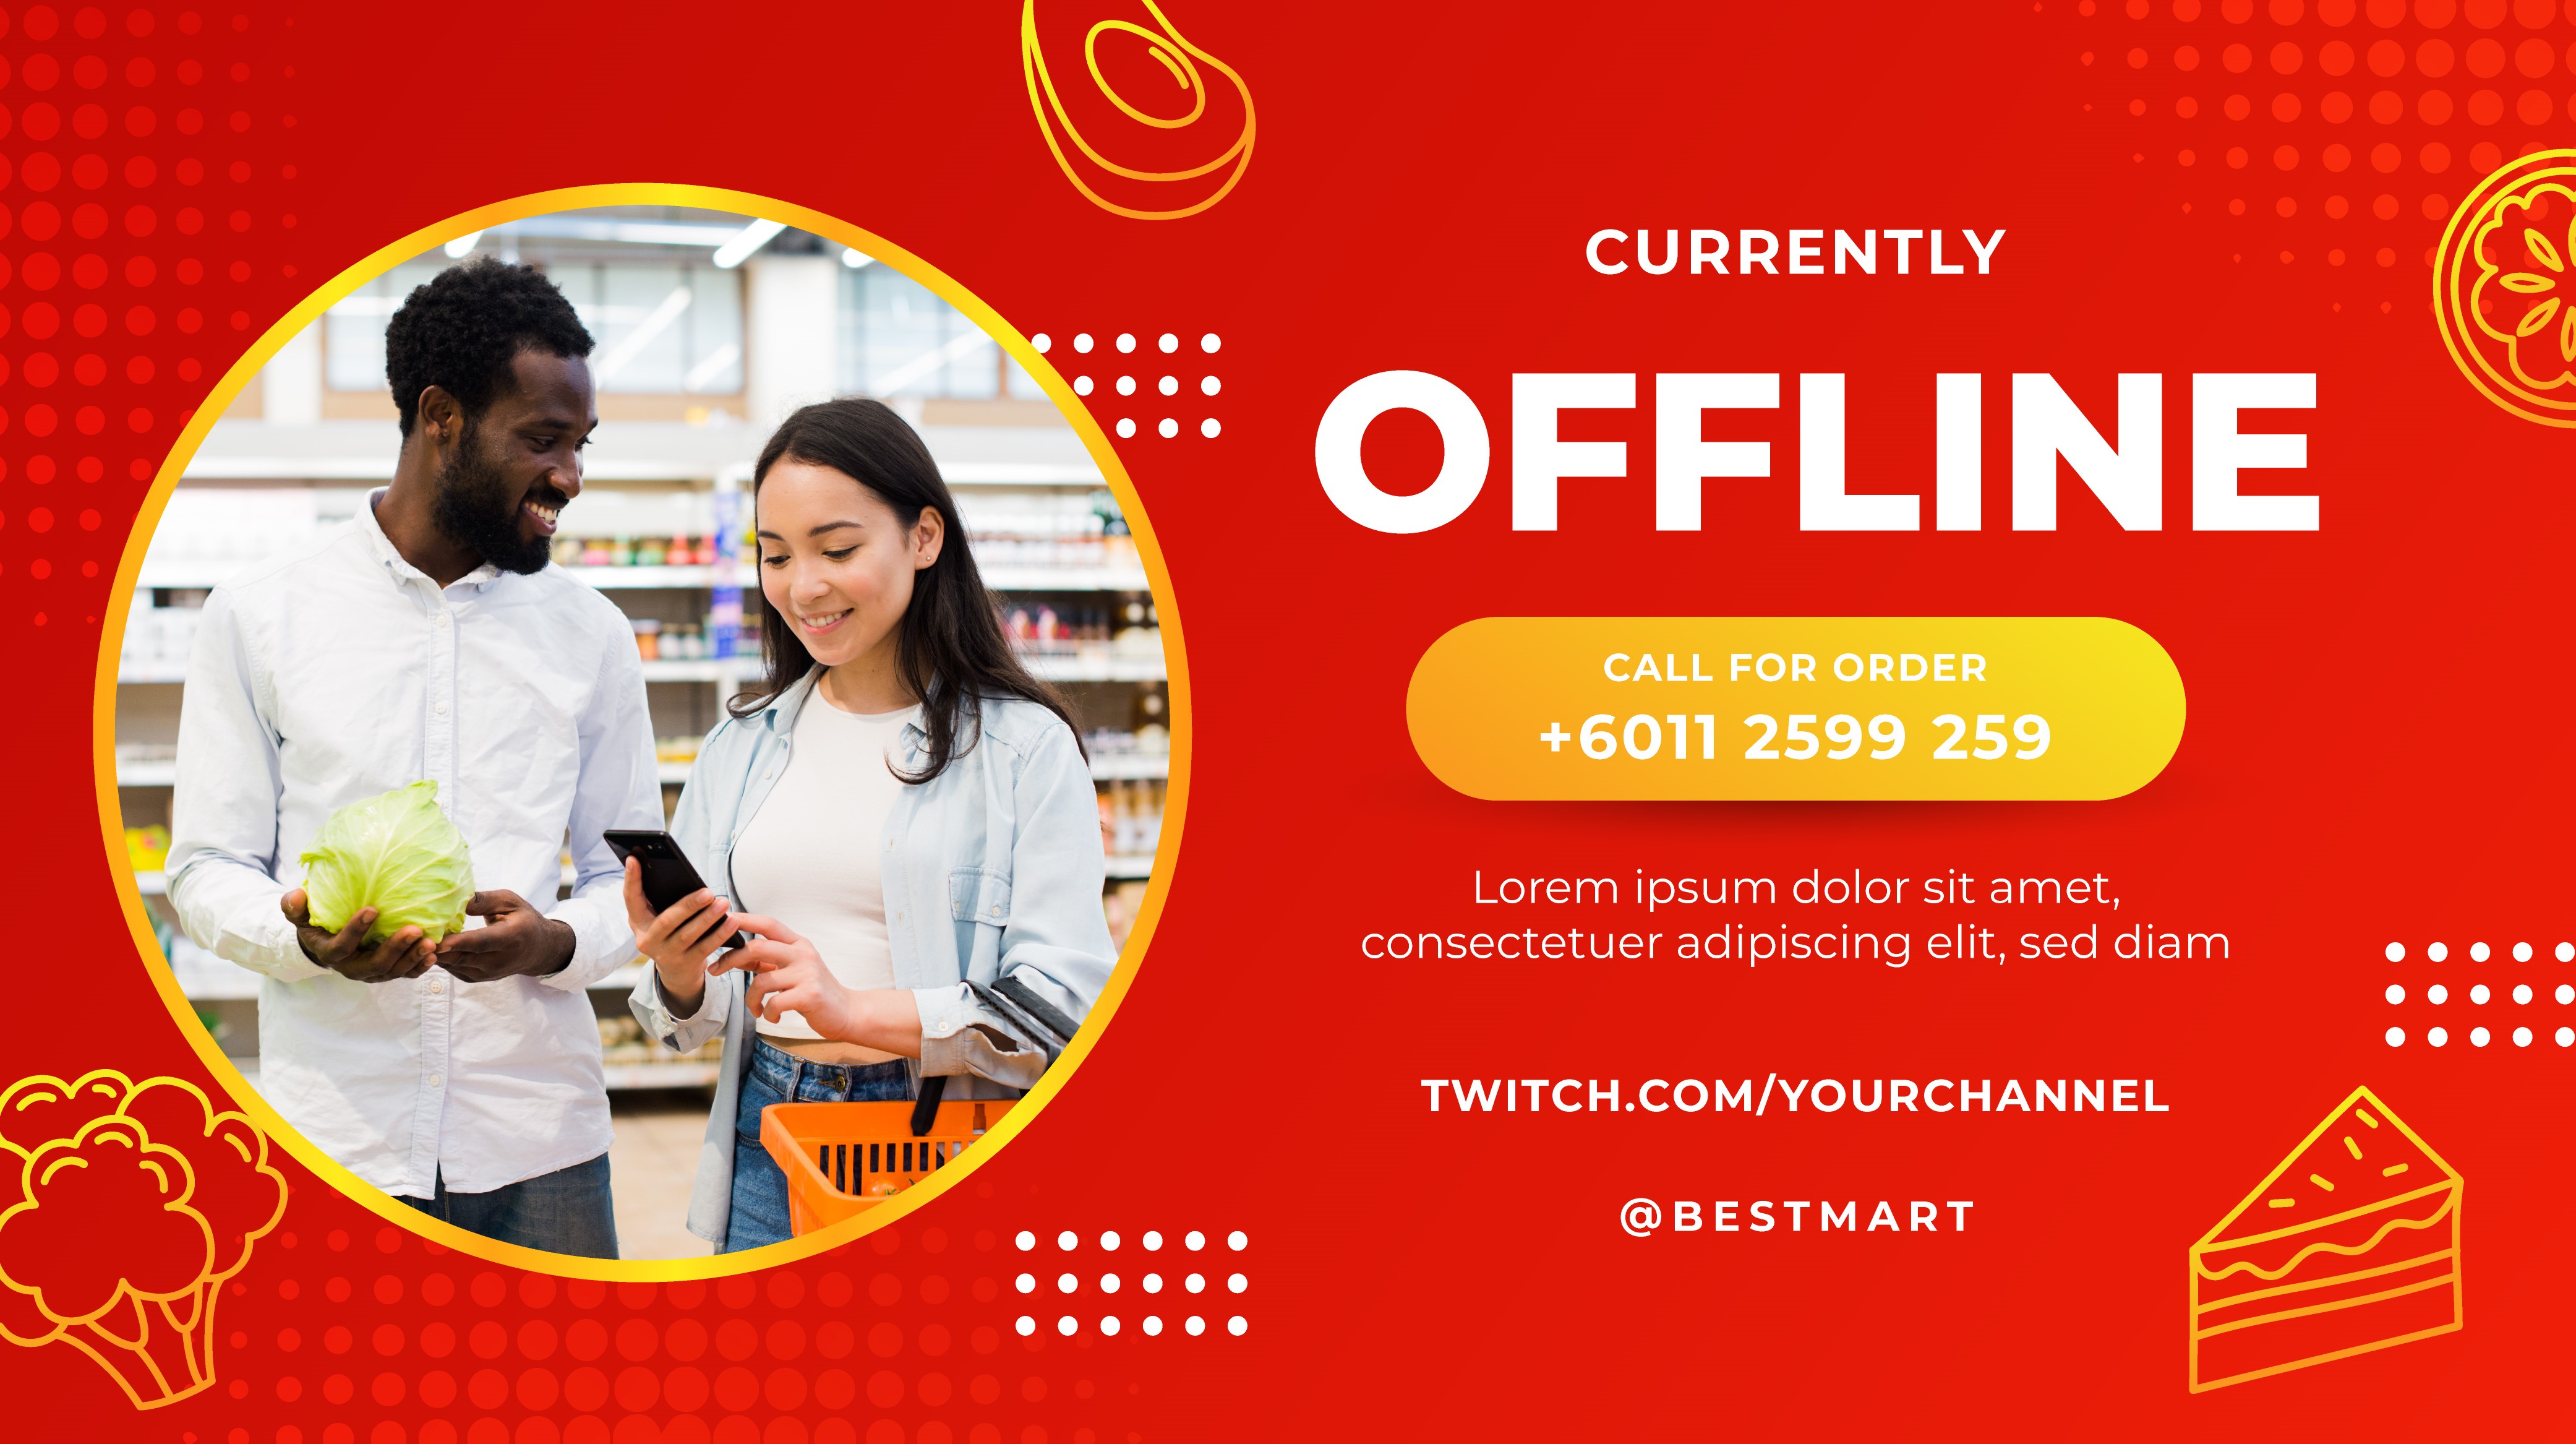 CURRENTLY
OFFLINE
CALL FOR ORDER
+6011 2599 259
Lorem ipsum dolor sit amet,
consectetuer adipiscing elit, sed diam
TWITCH.COM/YOURCHANNEL
@BESTMART